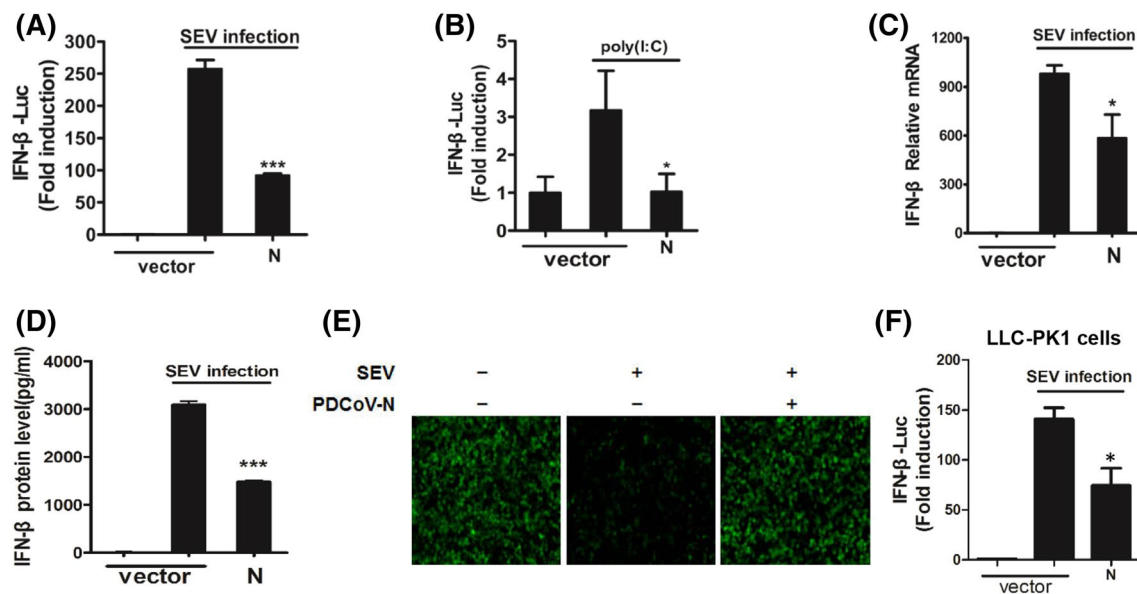 (A)
SEV infection
IFN-β -Luc
(Fold induction)
300
250
200
150
100
50
0
***
vector
N
(B)
poly(I:C)
IFN-β -Luc
(Fold induction)
5
4
3
2
1
0
*
vector
N
(C)
SEV infection
IFN-β Relative mRNA
1200
900
600
300
0
*
vector
N
(D)
SEV infection
IFN-β protein level(pg/ml)
4000
3000
2000
1000
0
***
vector
N
(E)
SEV – + +
PDCoV-N – – +
(F)
LLC-PK1 cells
SEV infection
IFN-β -Luc
(Fold induction)
200
150
100
50
0
*
vector
N